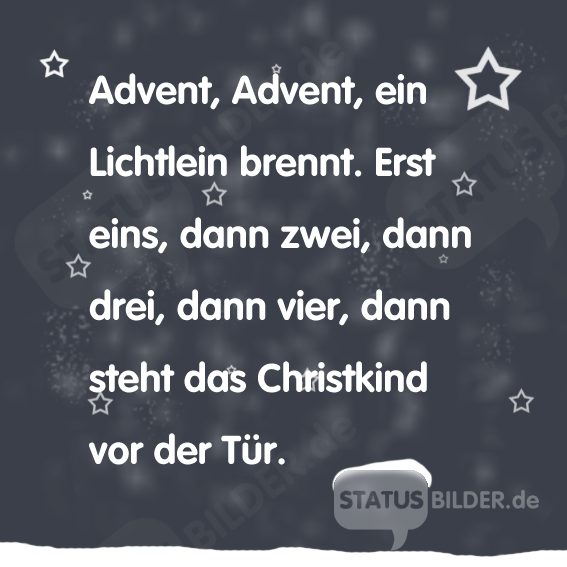 Advent, Advent, ein
Lichtlein brennt. Erst
eins, dann zwei, dann
drei, dann vier, dann
steht das Christkind
vor der Tür.
STATUSBILDER.de